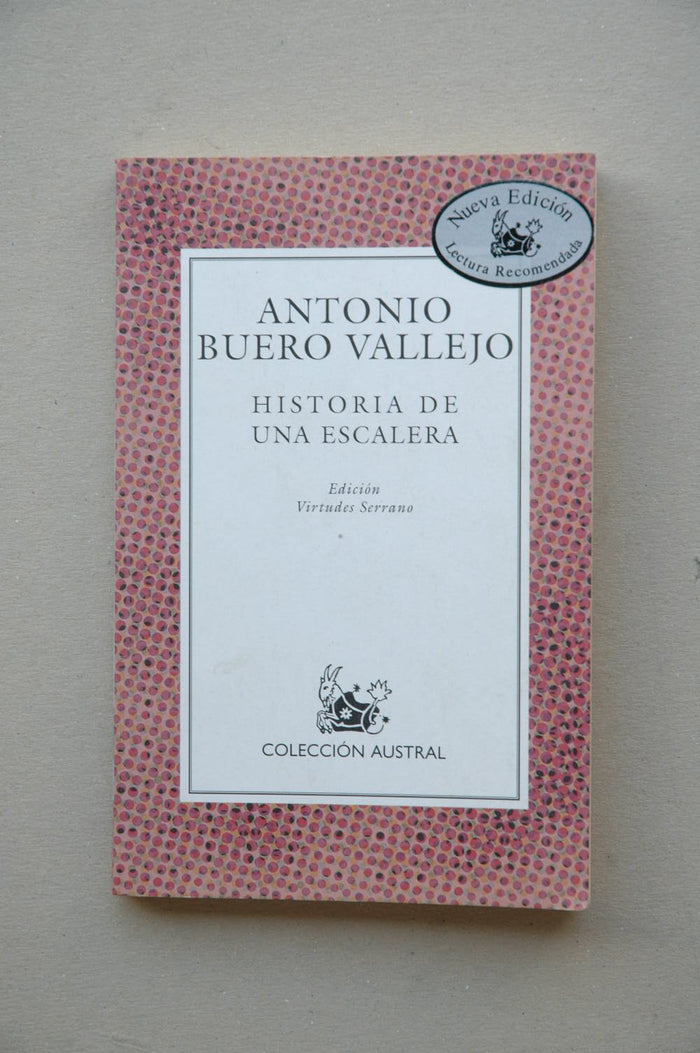 Nueva Edición
Lectura Recomendada
ANTONIO
BUERO VALLEJO
HISTORIA DE
UNA ESCALERA
Edición
Virtudes Serrano
COLECCIÓN AUSTRAL